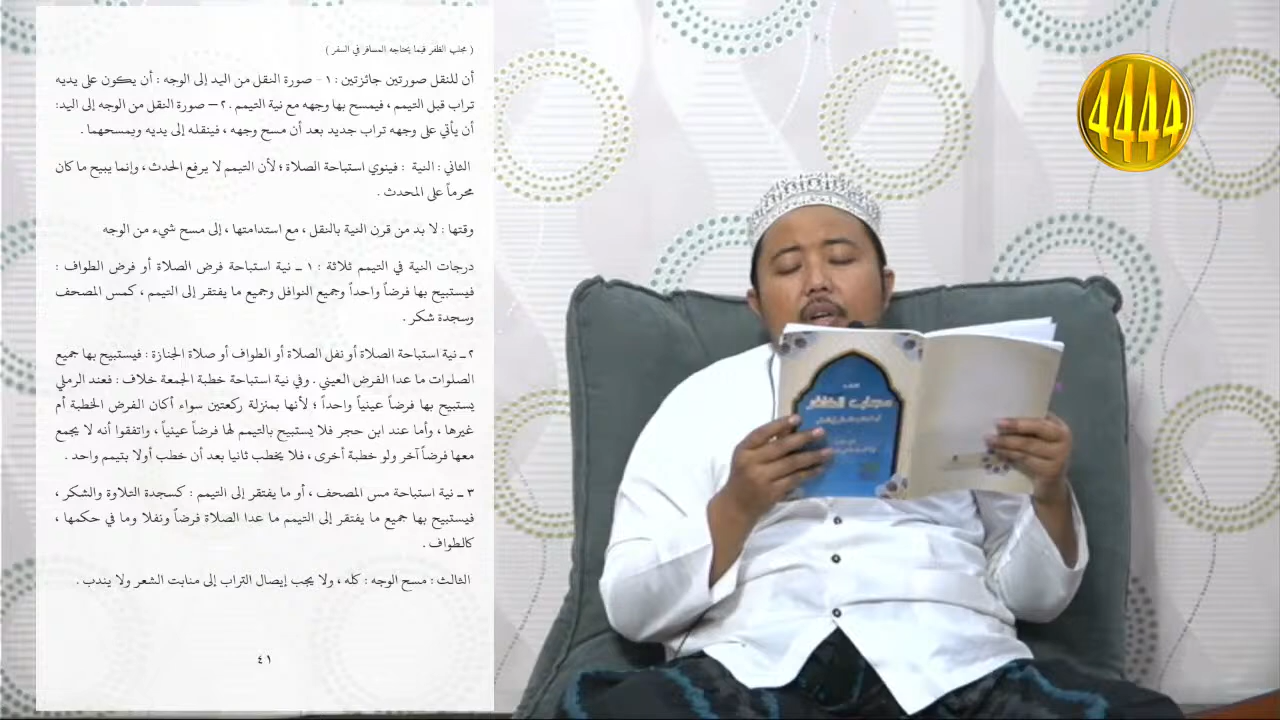 ( مجلب الظفر فيما يحتاجه المسافر في السفر )
أن للنقل صورتين جائزتين : ١ - صورة النقل من اليد إلى الوجه : أن يكون على يديه
تراب قبل التيمم ، فيمسح بها وجهه مع نية التيمم . ٢ – صورة النقل من الوجه إلى اليد:
أن يأتي على وجهه تراب جديد بعد أن مسح وجهه ، فينقله إلى يديه ويمسحهما .
الثاني : النية : فينوي استباحة الصلاة ؛ لأن التيمم لا يرفع الحدث ، وإنما يبيح ما كان
محرماً على المحدث .
وقتها : لا بد من قرن النية بالنقل ، مع استدامتها ، إلى مسح شيء من الوجه
درجات النية في التيمم ثلاثة : ١ ـ نية استباحة فرض الصلاة أو فرض الطواف :
فيستبيح بها فرضاً واحداً وجميع النوافل وجميع ما يفتقر إلى التيمم ، كمس المصحف
وسجدة شكر .
٢ ـ نية استباحة الصلاة أو نفل الصلاة أو الطواف أو صلاة الجنازة : فيستبيح بها جميع
الصلوات ما عدا الفرض العيني . وفي نية استباحة خطبة الجمعة خلاف : فعند الرملي
يستبيح بها فرضاً عينياً واحداً ؛ لأنها بمنزلة ركعتين سواء أكان الفرض الخطبة أم
غيرها ، وأما عند ابن حجر فلا يستبيح بالتيمم لها فرضاً عينياً ، واتفقا أنه لا يجمع
معها فرضاً آخر ولو خطبة أخرى ، فلا يخطب ثانيا بعد أن خطب أولا بتيمم واحد .
٣ ـ نية استباحة مس المصحف ، أو ما يفتقر إلى التيمم : كسجدة التلاوة والشكر ،
فيستبيح بها جميع ما يفتقر إلى التيمم ما عدا الصلاة فرضاً ونفلا وما في حكمها ،
كالطواف .
الثالث : مسح الوجه : كله ، ولا يجب إيصال التراب إلى منابت الشعر ولا يندب .
٤١
4444
مجلب الظفر